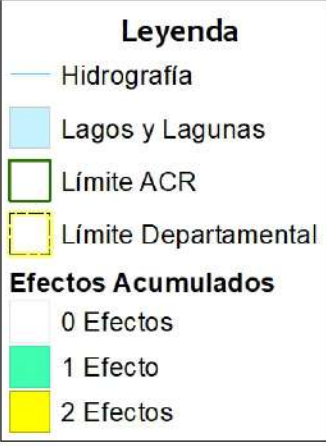 Leyenda
Hidrografía
Lagos y Lagunas
Límite ACR
Límite Departamental
Efectos Acumulados
0 Efectos
1 Efecto
2 Efectos